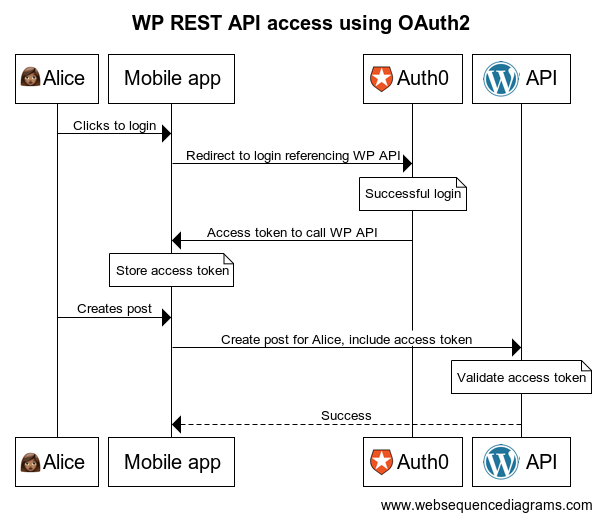 WP REST API access using OAuth2
Alice
Mobile app
Auth0
API
Clicks to login
Redirect to login referencing WP API
Successful login
Access token to call WP API
Store access token
Creates post
Create post for Alice, include access token
Validate access token
Success
Alice
Mobile app
Auth0
API
www.websequencediagrams.com